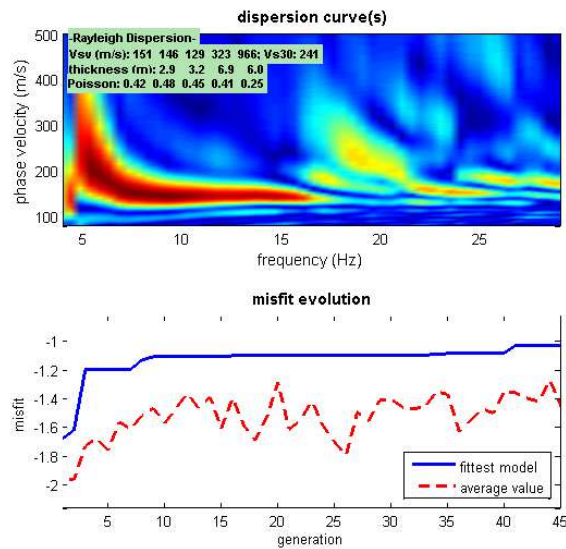 dispersion curve(s)
-Rayleigh Dispersion-
Vsv (m/s): 151 146 129 323 966; Vs30: 241
thickness (m): 2.9 3.2 6.9 6.0
Poisson: 0.42 0.48 0.45 0.41 0.25
500
400
300
200
100
phase velocity (m/s)
5 10 15 20 25
frequency (Hz)
misfit evolution
-1
-1.2
-1.4
-1.6
-1.8
-2
misfit
fittest model
average value
5 10 15 20 25 30 35 40 45
generation